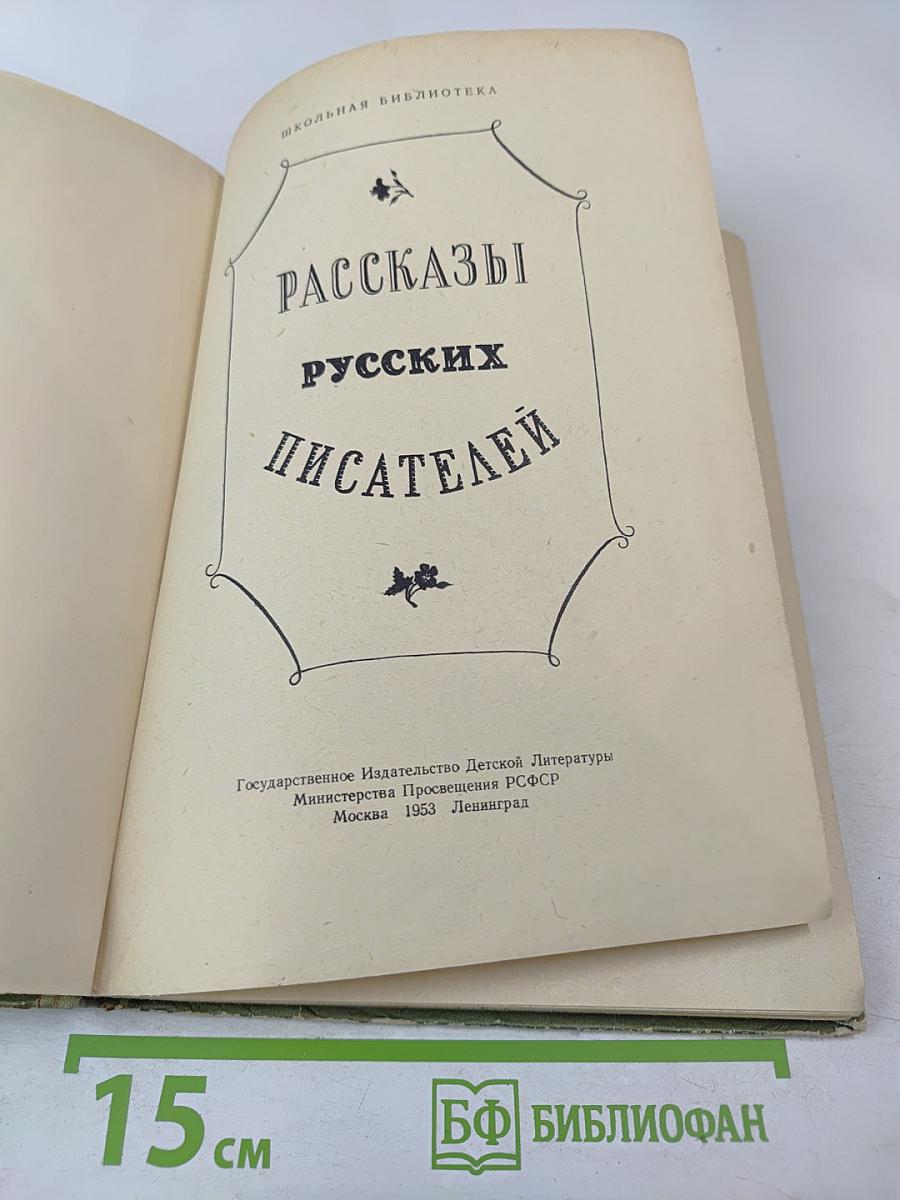 ШКОЛЬНАЯ БИБЛИОТЕКА
РАССКАЗЫ
РУССКИХ
ПИСАТЕЛЕЙ
Государственное Издательство Детской Литературы
Министерства Просвещения РСФСР
Москва 1953 Ленинград
15 см
БФ БИБЛИОФАН